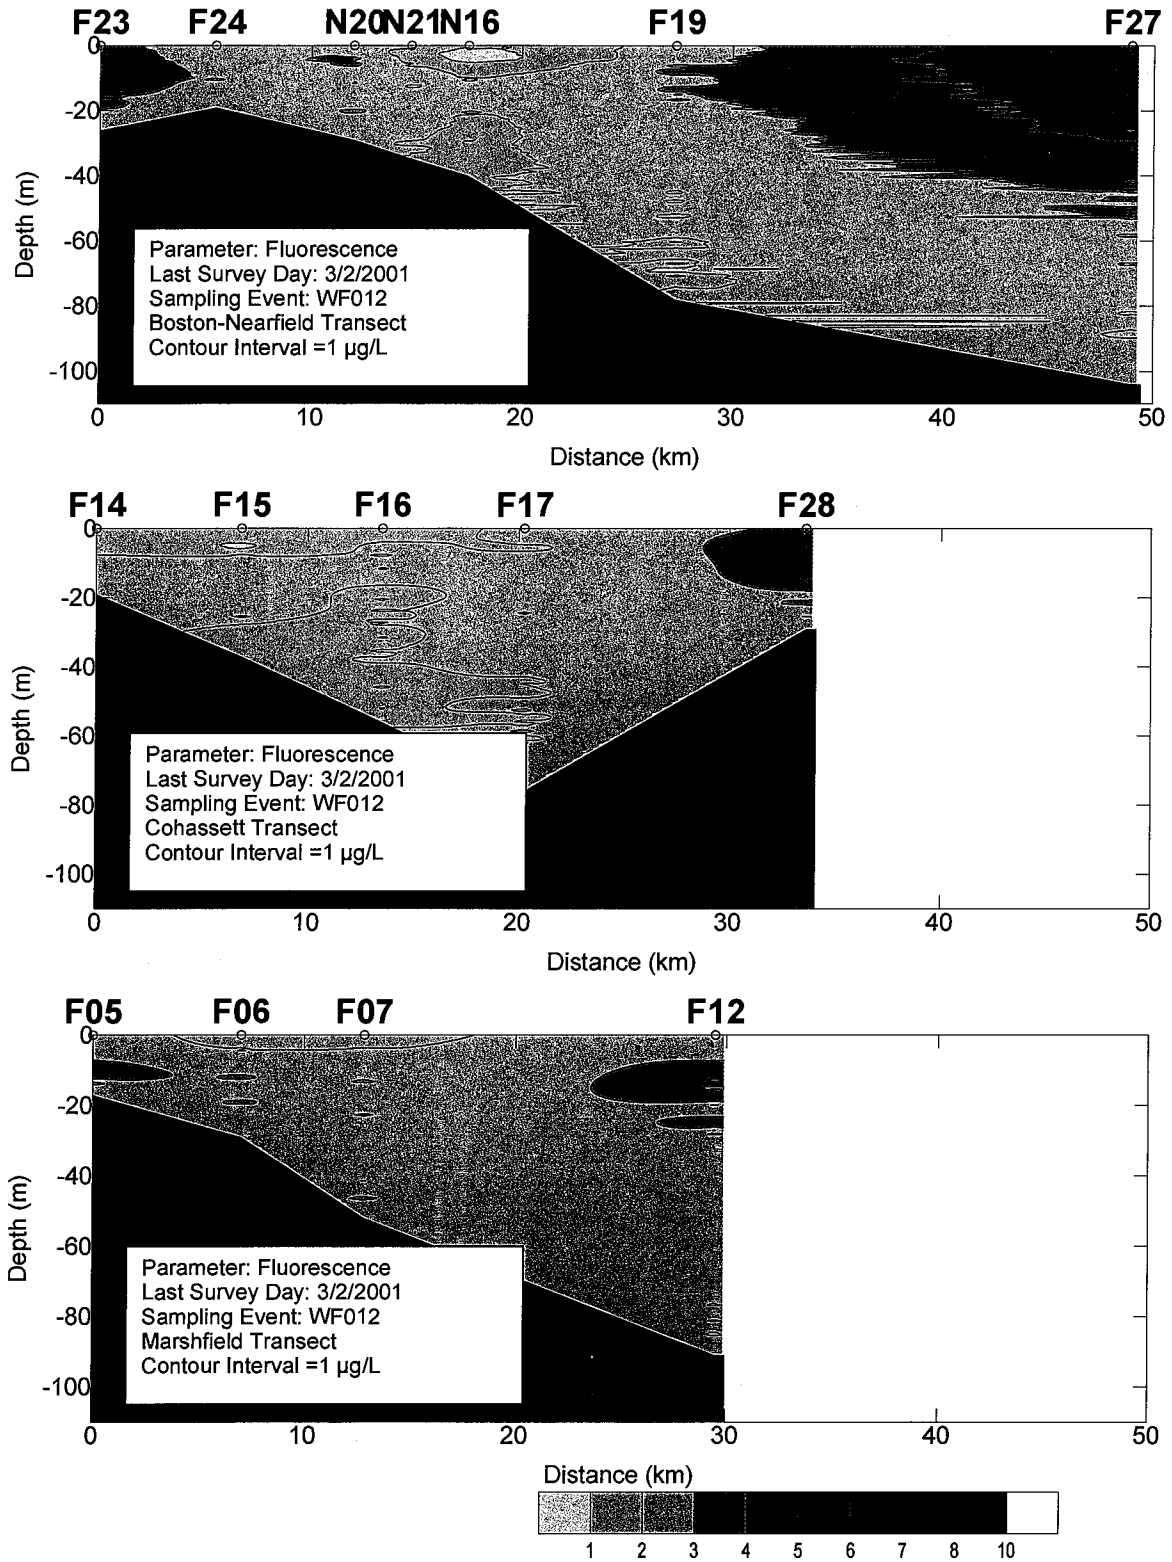 F23 F24 N20 N21 N16 F19 F27
0
-20
-40
-60
-80
-100
Depth (m)
Parameter: Fluorescence
Last Survey Day: 3/2/2001
Sampling Event: WF012
Boston-Nearfield Transect
Contour Interval =1 µg/L
0 10 20 30 40 50
Distance (km)
F14 F15 F16 F17 F28
0
-20
-40
-60
-80
-100
Depth (m)
Parameter: Fluorescence
Last Survey Day: 3/2/2001
Sampling Event: WF012
Cohassett Transect
Contour Interval =1 µg/L
0 10 20 30 40 50
Distance (km)
F05 F06 F07 F12
0
-20
-40
-60
-80
-100
Depth (m)
Parameter: Fluorescence
Last Survey Day: 3/2/2001
Sampling Event: WF012
Marshfield Transect
Contour Interval =1 µg/L
0 10 20 30 40 50
Distance (km)
1 2 3 4 5 6 7 8 10